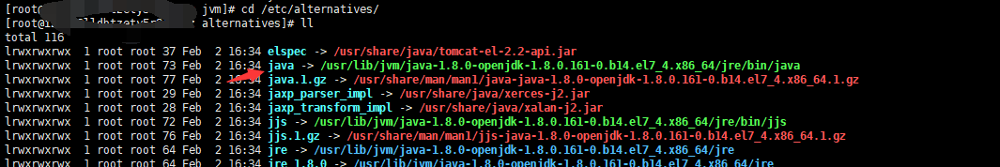 [root@i jvm]# cd /etc/alternatives/
[root@i alternatives]# ll
total 116
lrwxrwxrwx 1 root root 37 Feb 2 16:34 elspec -> /usr/share/java/tomcat-el-2.2-api.jar
lrwxrwxrwx 1 root root 73 Feb 2 16:34 java -> /usr/lib/jvm/java-1.8.0-openjdk-1.8.0.161-0.b14.el7_4.x86_64/jre/bin/java
lrwxrwxrwx 1 root root 77 Feb 2 16:34 java.1.gz -> /usr/share/man/man1/java-java-1.8.0-openjdk-1.8.0.161-0.b14.el7_4.x86_64.1.gz
lrwxrwxrwx 1 root root 29 Feb 2 16:34 jaxp_parser_impl -> /usr/share/java/xerces-j2.jar
lrwxrwxrwx 1 root root 28 Feb 2 16:34 jaxp_transform_impl -> /usr/share/java/xalan-j2.jar
lrwxrwxrwx 1 root root 72 Feb 2 16:34 jjs -> /usr/lib/jvm/java-1.8.0-openjdk-1.8.0.161-0.b14.el7_4.x86_64/jre/bin/jjs
lrwxrwxrwx 1 root root 76 Feb 2 16:34 jjs.1.gz -> /usr/share/man/man1/jjs-java-1.8.0-openjdk-1.8.0.161-0.b14.el7_4.x86_64.1.gz
lrwxrwxrwx 1 root root 64 Feb 2 16:34 jre -> /usr/lib/jvm/java-1.8.0-openjdk-1.8.0.161-0.b14.el7_4.x86_64/jre
lrwxrwxrwx 1 root root 64 Feb 2 16:34 jre_1.8.0 -> /usr/lib/jvm/java-1.8.0-openjdk-1.8.0.161-0.b14.el7_4.x86_64/jre